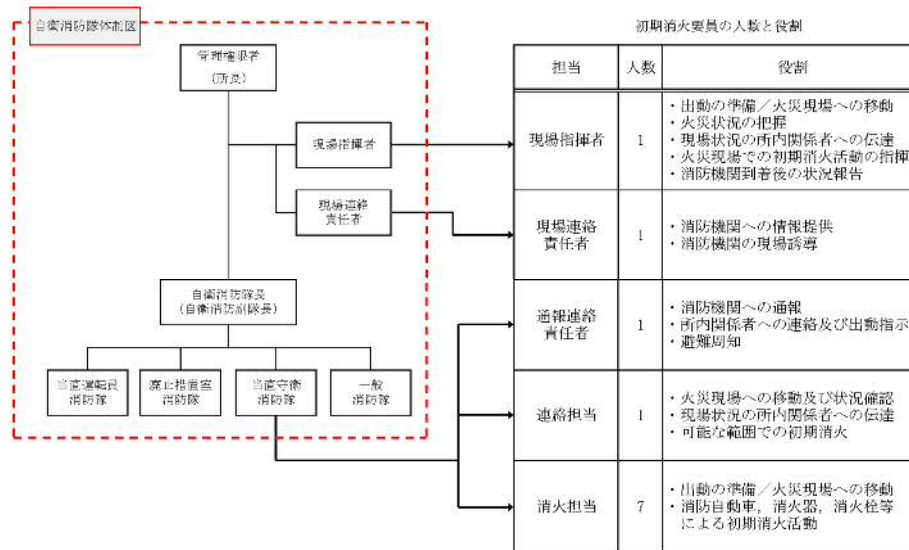 自衛消防隊体制図
管理権限者
(所長)
現場指揮者
現場連絡
責任者
自衛消防隊長
(自衛消防副隊長)
当直運転員
消防隊
廃止措置室
消防隊
当直守衛
消防隊
一般
消防隊
初期消火要員の人数と役割
担当 人数 役割
現場指揮者 1
・出動の準備/火災現場への移動
・火災状況の把握
・現場状況の所内関係者への伝達
・火災現場での初期消火活動の指揮
・消防機関到着後の状況報告
現場連絡
責任者
1
・消防機関への情報提供
・消防機関の現場誘導
通報連絡
責任者
1
・消防機関への通報
・所内関係者への連絡及び出動指示
・避難周知
連絡担当 1
・火災現場への移動及び状況確認
・現場状況の所内関係者への伝達
・可能な範囲での初期消火
消火担当 7
・出動の準備/火災現場への移動
・消防自動車,消火器,消火栓等
による初期消火活動